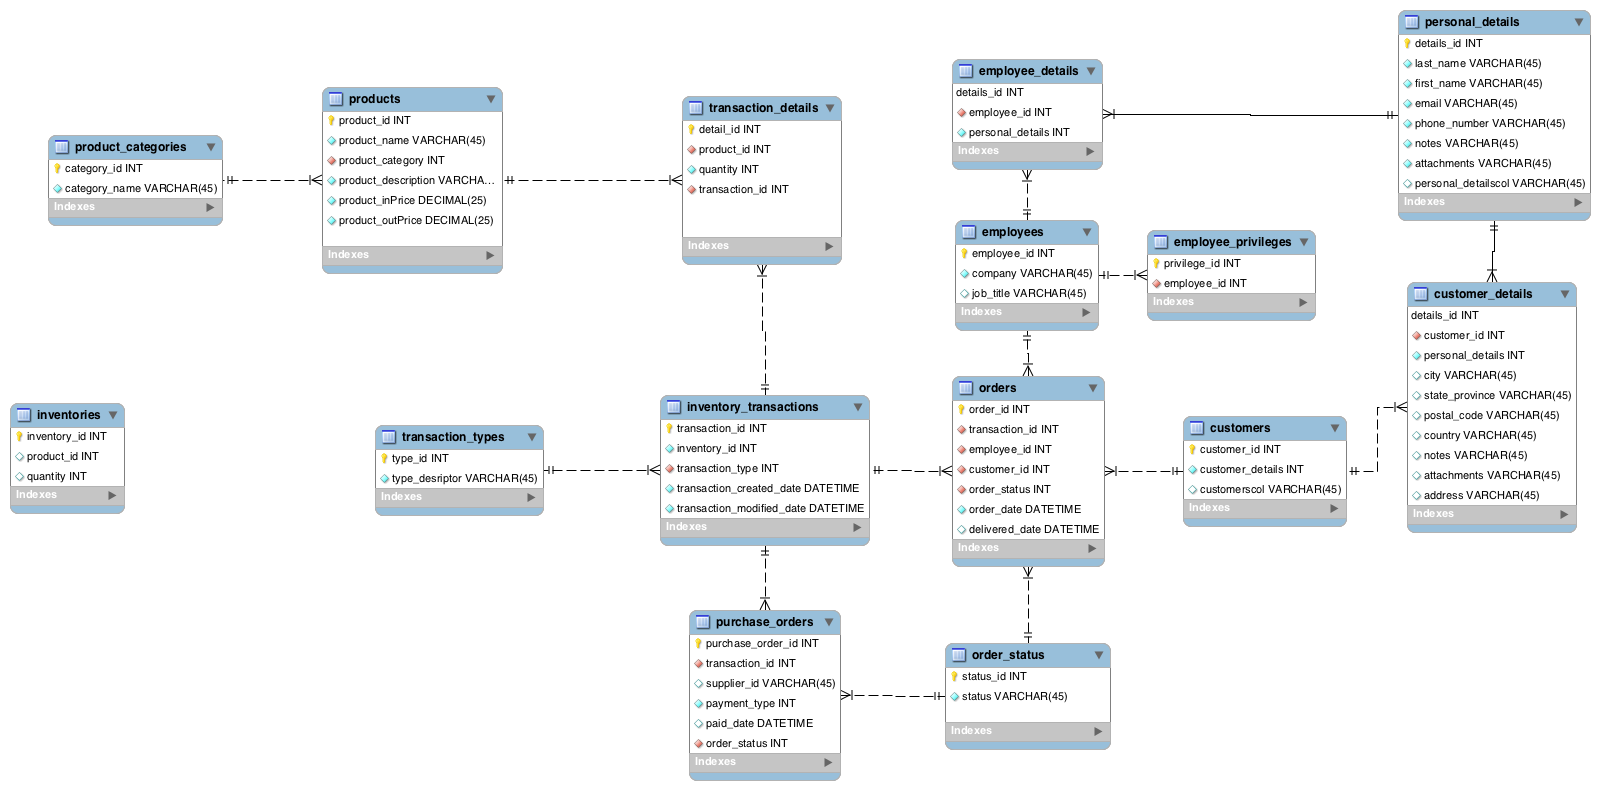 product_categories
category_id INT
category_name VARCHAR(45)
Indexes
products
product_id INT
product_name VARCHAR(45)
product_category INT
product_description VARCHA...
product_inPrice DECIMAL(25)
product_outPrice DECIMAL(25)
Indexes
transaction_details
detail_id INT
product_id INT
quantity INT
transaction_id INT
Indexes
employee_details
details_id INT
employee_id INT
personal_details INT
Indexes
personal_details
details_id INT
last_name VARCHAR(45)
first_name VARCHAR(45)
email VARCHAR(45)
phone_number VARCHAR(45)
notes VARCHAR(45)
attachments VARCHAR(45)
personal_detailscol VARCHAR(45)
Indexes
employees
employee_id INT
company VARCHAR(45)
job_title VARCHAR(45)
Indexes
employee_privileges
privilege_id INT
employee_id INT
Indexes
customer_details
details_id INT
customer_id INT
personal_details INT
city VARCHAR(45)
state_province VARCHAR(45)
postal_code VARCHAR(45)
country VARCHAR(45)
notes VARCHAR(45)
attachments VARCHAR(45)
address VARCHAR(45)
Indexes
inventories
inventory_id INT
product_id INT
quantity INT
Indexes
transaction_types
type_id INT
type_desriptor VARCHAR(45)
Indexes
inventory_transactions
transaction_id INT
inventory_id INT
transaction_type INT
transaction_created_date DATETIME
transaction_modified_date DATETIME
Indexes
orders
order_id INT
transaction_id INT
employee_id INT
customer_id INT
order_status INT
order_date DATETIME
delivered_date DATETIME
Indexes
customers
customer_id INT
customer_details INT
customerscol VARCHAR(45)
Indexes
purchase_orders
purchase_order_id INT
transaction_id INT
supplier_id VARCHAR(45)
payment_type INT
paid_date DATETIME
order_status INT
Indexes
order_status
status_id INT
status VARCHAR(45)
Indexes